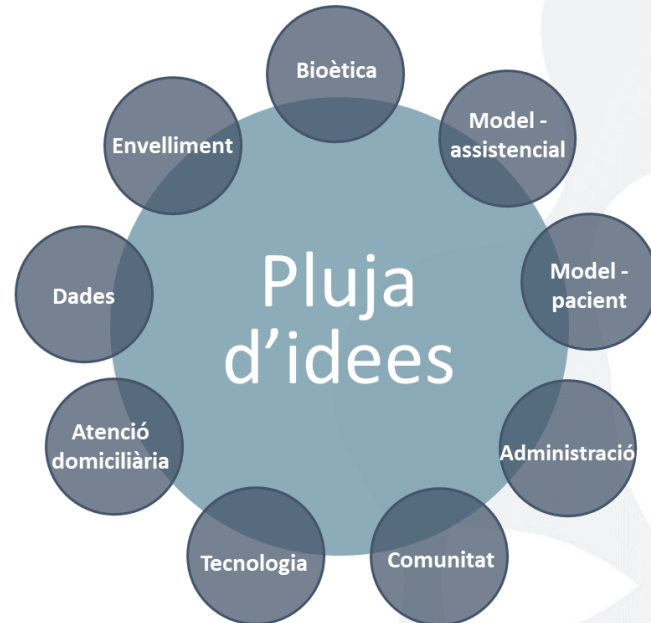 Bioètica
Model -
assistencial
Model -
pacient
Administració
Comunitat
Tecnologia
Atenció
domiciliària
Dades
Envelliment
Pluja
d'idees